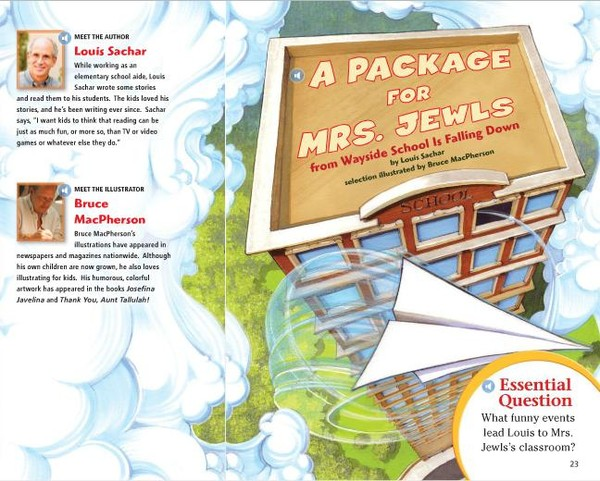 MEET THE AUTHOR
Louis Sachar
While working as an
elementary school aide, Louis
Sachar wrote some stories
and read them to his students. The kids loved his
stories, and he's been writing ever since. Sachar
says, "I want kids to think that reading can be
just as much fun, or more so, than TV or video
games or whatever else they do."
MEET THE ILLUSTRATOR
Bruce
MacPherson
Bruce MacPherson's
illustrations have appeared in
newspapers and magazines nationwide. Although
his own children are now grown, he also loves
illustrating for kids. His humorous, colorful
artwork has appeared in the books Josefina
Javelina and Thank You, Aunt Tallulah!
A PACKAGE
FOR
MRS. JEWLS
from Wayside School Is Falling Down
by Louis Sachar
selection illustrated by Bruce MacPherson
SCHOOL
Essential
Question
What funny events
lead Louis to Mrs.
Jewls's classroom?
23